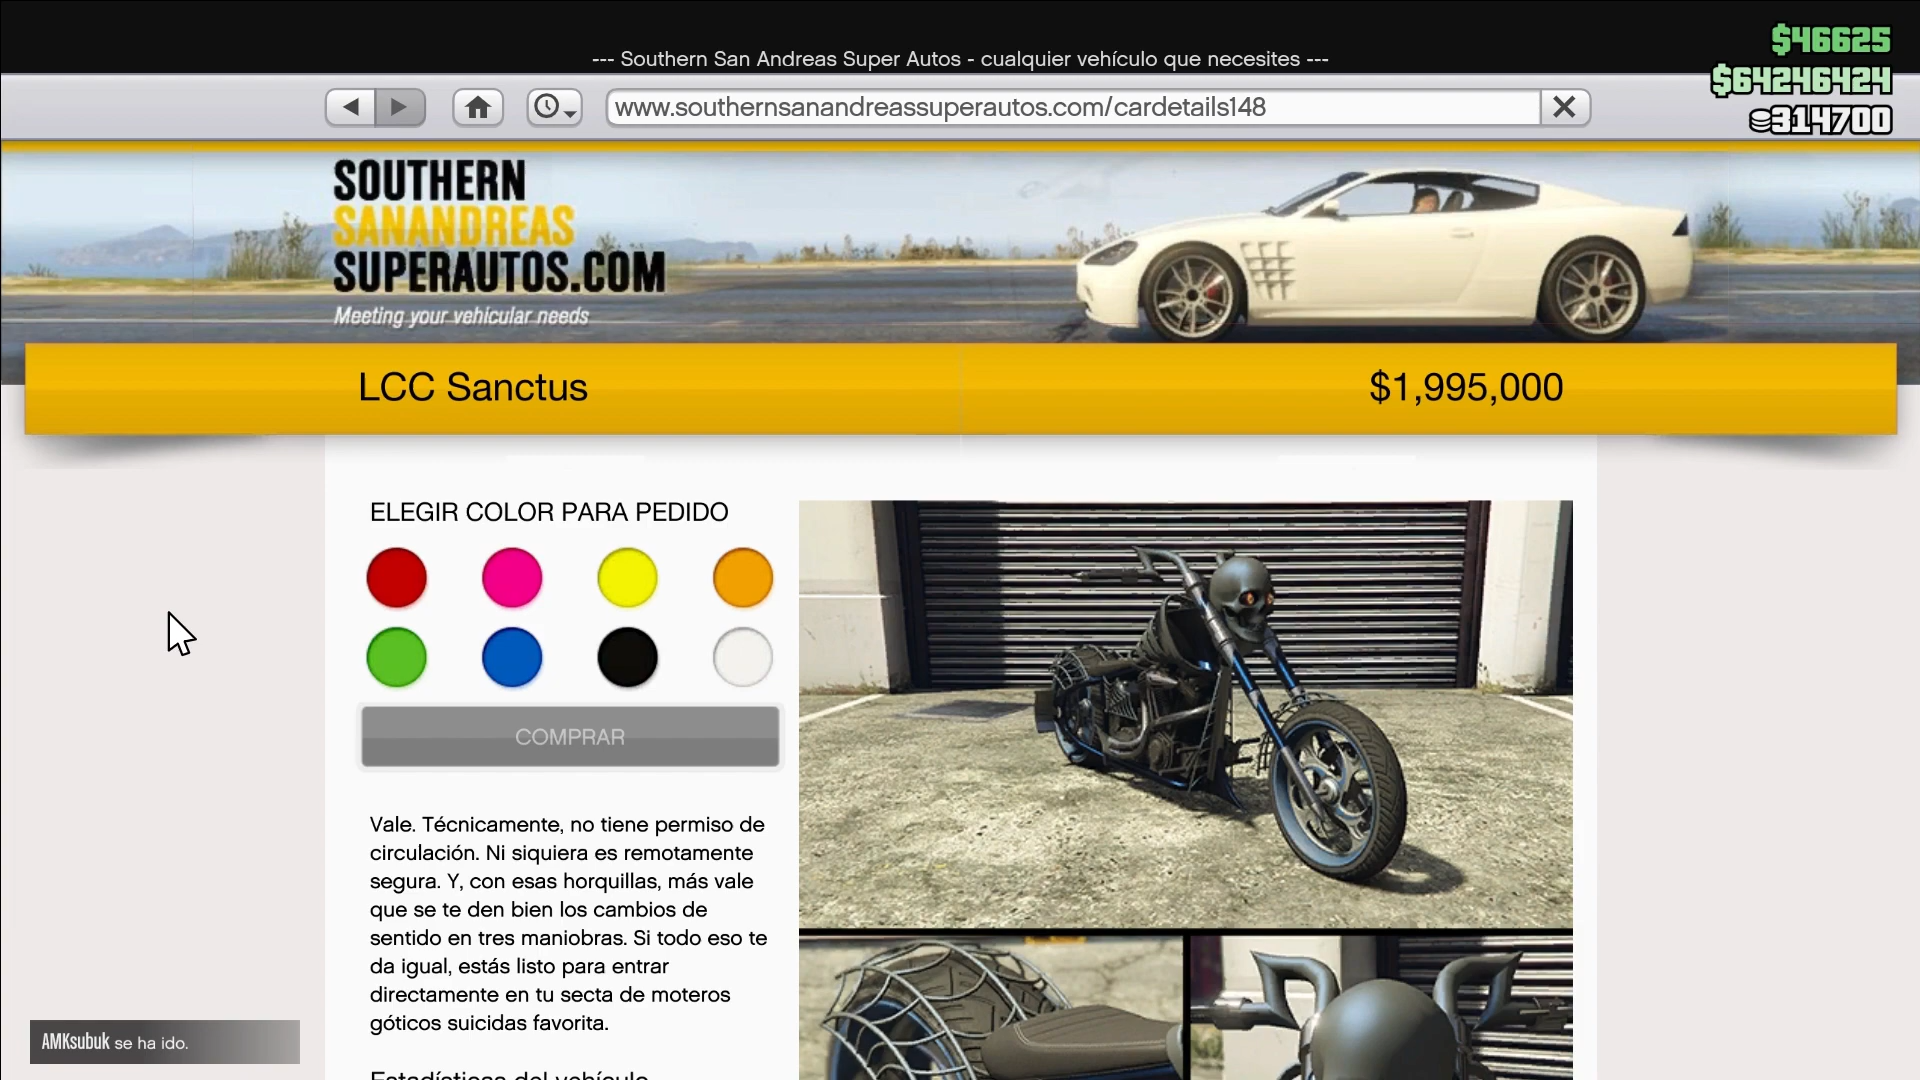 --- Southern San Andreas Super Autos - cualquier vehículo que necesites ---
$46625
$64246424
314700
www.southernsanandreassuperautos.com/cardetails148
SOUTHERN
SANANDREAS
SUPERAUTOS.COM
Meeting your vehicular needs
LCC Sanctus
$1,995,000
ELEGIR COLOR PARA PEDIDO
COMPRAR
Vale. Técnicamente, no tiene permiso de
circulación. Ni siquiera es remotamente
segura. Y, con esas horquillas, más vale
que se te den bien los cambios de
sentido en tres maniobras. Si todo eso te
da igual, estás listo para entrar
directamente en tu secta de moteros
góticos suicidas favorita.
Estadísticas del vehículo
AMKsubuk se ha ido.